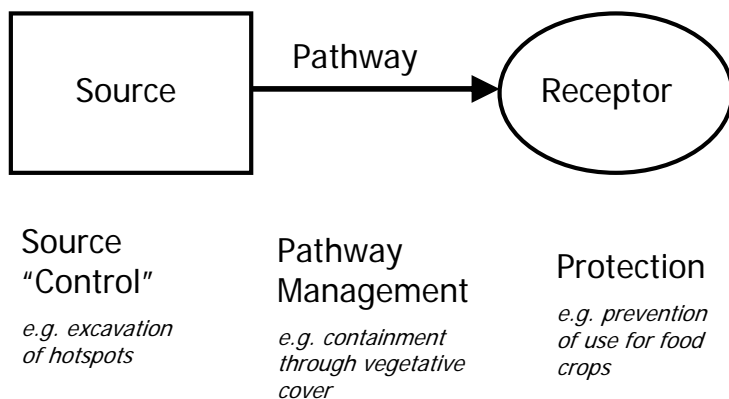 Source
Pathway
Receptor
Source
“Control”
e.g. excavation
of hotspots
Pathway
Management
e.g. containment
through vegetative
cover
Protection
e.g. prevention
of use for food
crops